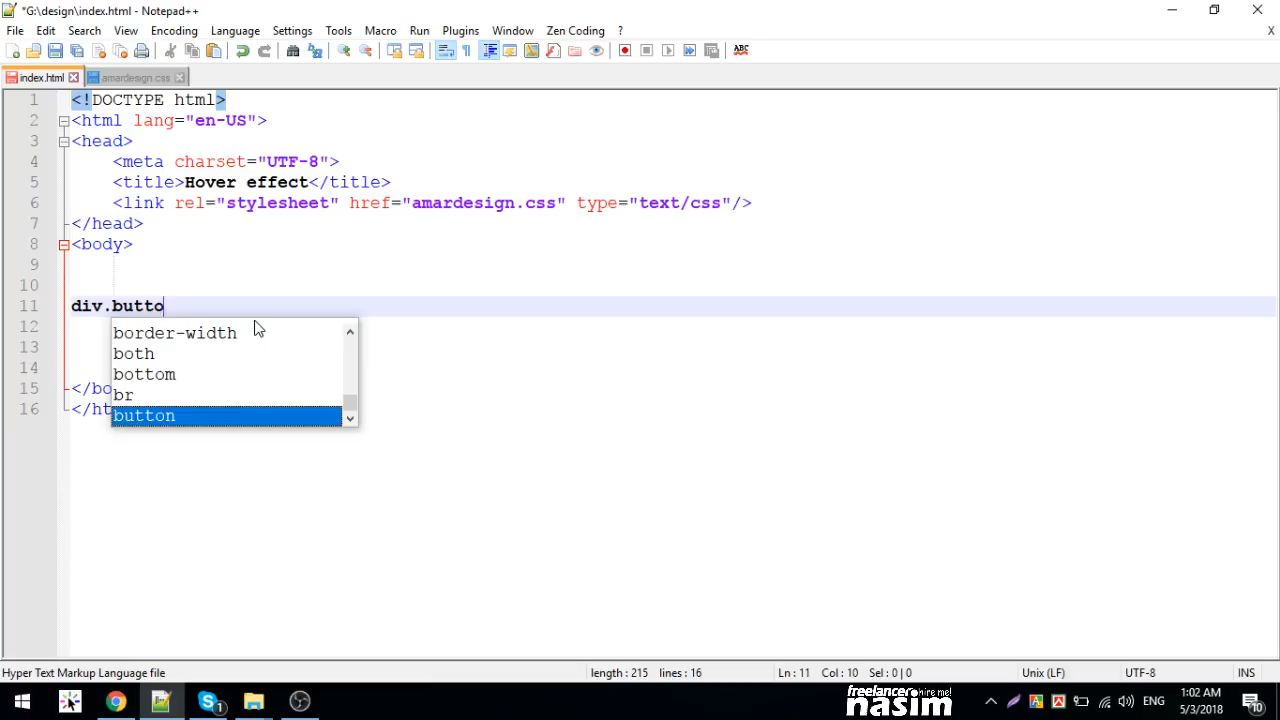 *G:\design\index.html - Notepad++
File Edit Search View Encoding Language Settings Tools Macro Run Plugins Window Zen Coding ? X
ABC
index.html amardesign.css
1 <!DOCTYPE html>
2 <html lang="en-US">
3 <head>
4 <meta charset="UTF-8">
5 <title>Hover effect</title>
6 <link rel="stylesheet" href="amardesign.css" type="text/css"/>
7 </head>
8 <body>
9
10
11 div.butto
12
border-width
13
both
14
bottom
15 </bo
br
16 </ht
button
Hyper Text Markup Language file length : 215 lines : 16 Ln : 11 Col : 10 Sel : 0 | 0 Unix (LF) UTF-8 INS
1
freelancer hire me!
nasim
ENG
1:02 AM
5/3/2018
10